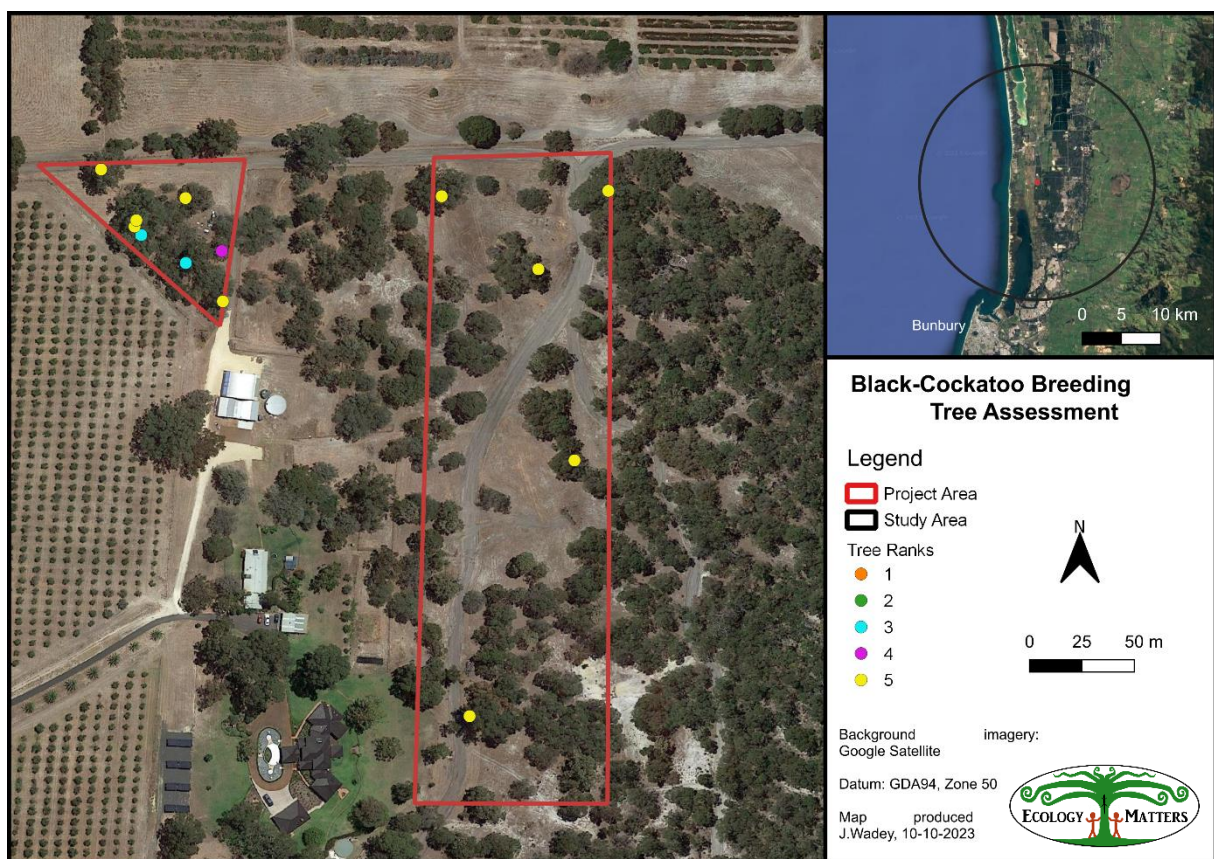 Bunbury
0 5 10 km
Black-Cockatoo Breeding
Tree Assessment
Legend
Project Area
Study Area
Tree Ranks
1
2
3
4
5
N
0 25 50 m
Background imagery:
Google Satellite
Datum: GDA94, Zone 50
Map produced
J.Wadey, 10-10-2023
ECOLOGY MATTERS